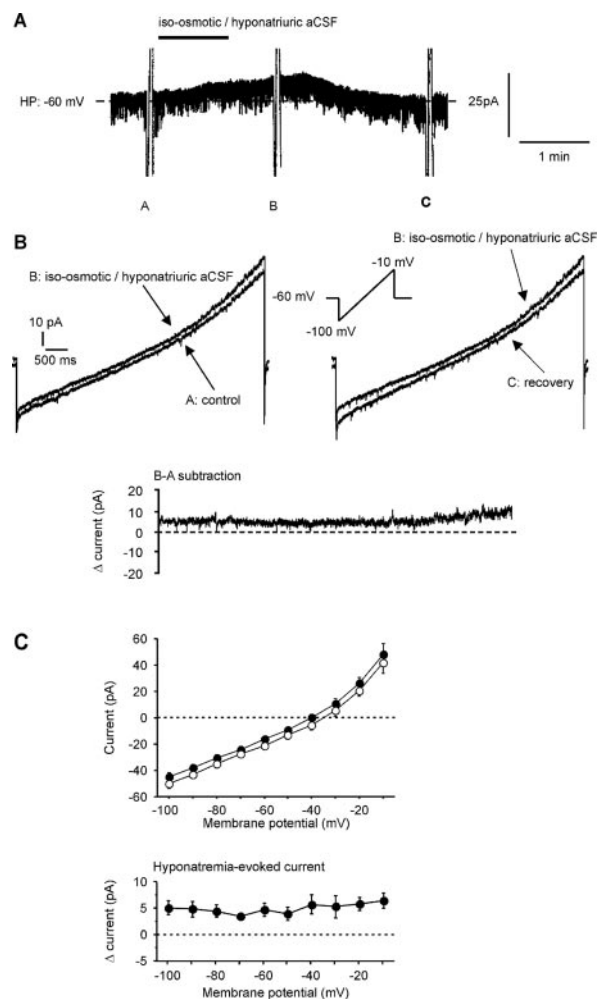 A
iso-osmotic / hyponatriuric aCSF
HP: -60 mV
25pA
1 min
A
B
C
B
B: iso-osmotic / hyponatriuric aCSF
10 pA
500 ms
A: control
-10 mV
-60 mV
-100 mV
B: iso-osmotic / hyponatriuric aCSF
C: recovery
B-A subtraction
Δ current (pA)
20
10
0
-10
-20
C
Current (pA)
60
40
20
0
-20
-40
-60
-100 -80 -60 -40 -20
Membrane potential (mV)
Hyponatremia-evoked current
Δ current (pA)
10
5
0
-5
-100 -80 -60 -40 -20
Membrane potential (mV)